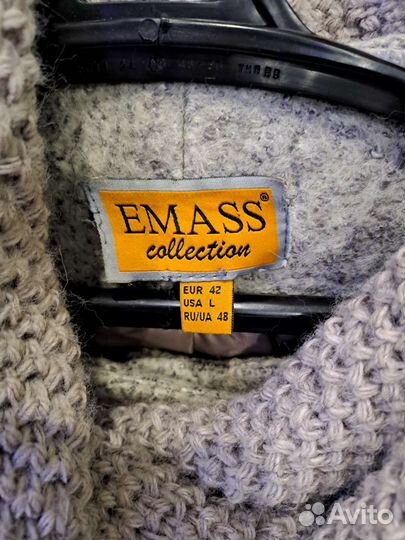 EMASS®
collection
EUR 42
USA L
RU/UA 48
Avito